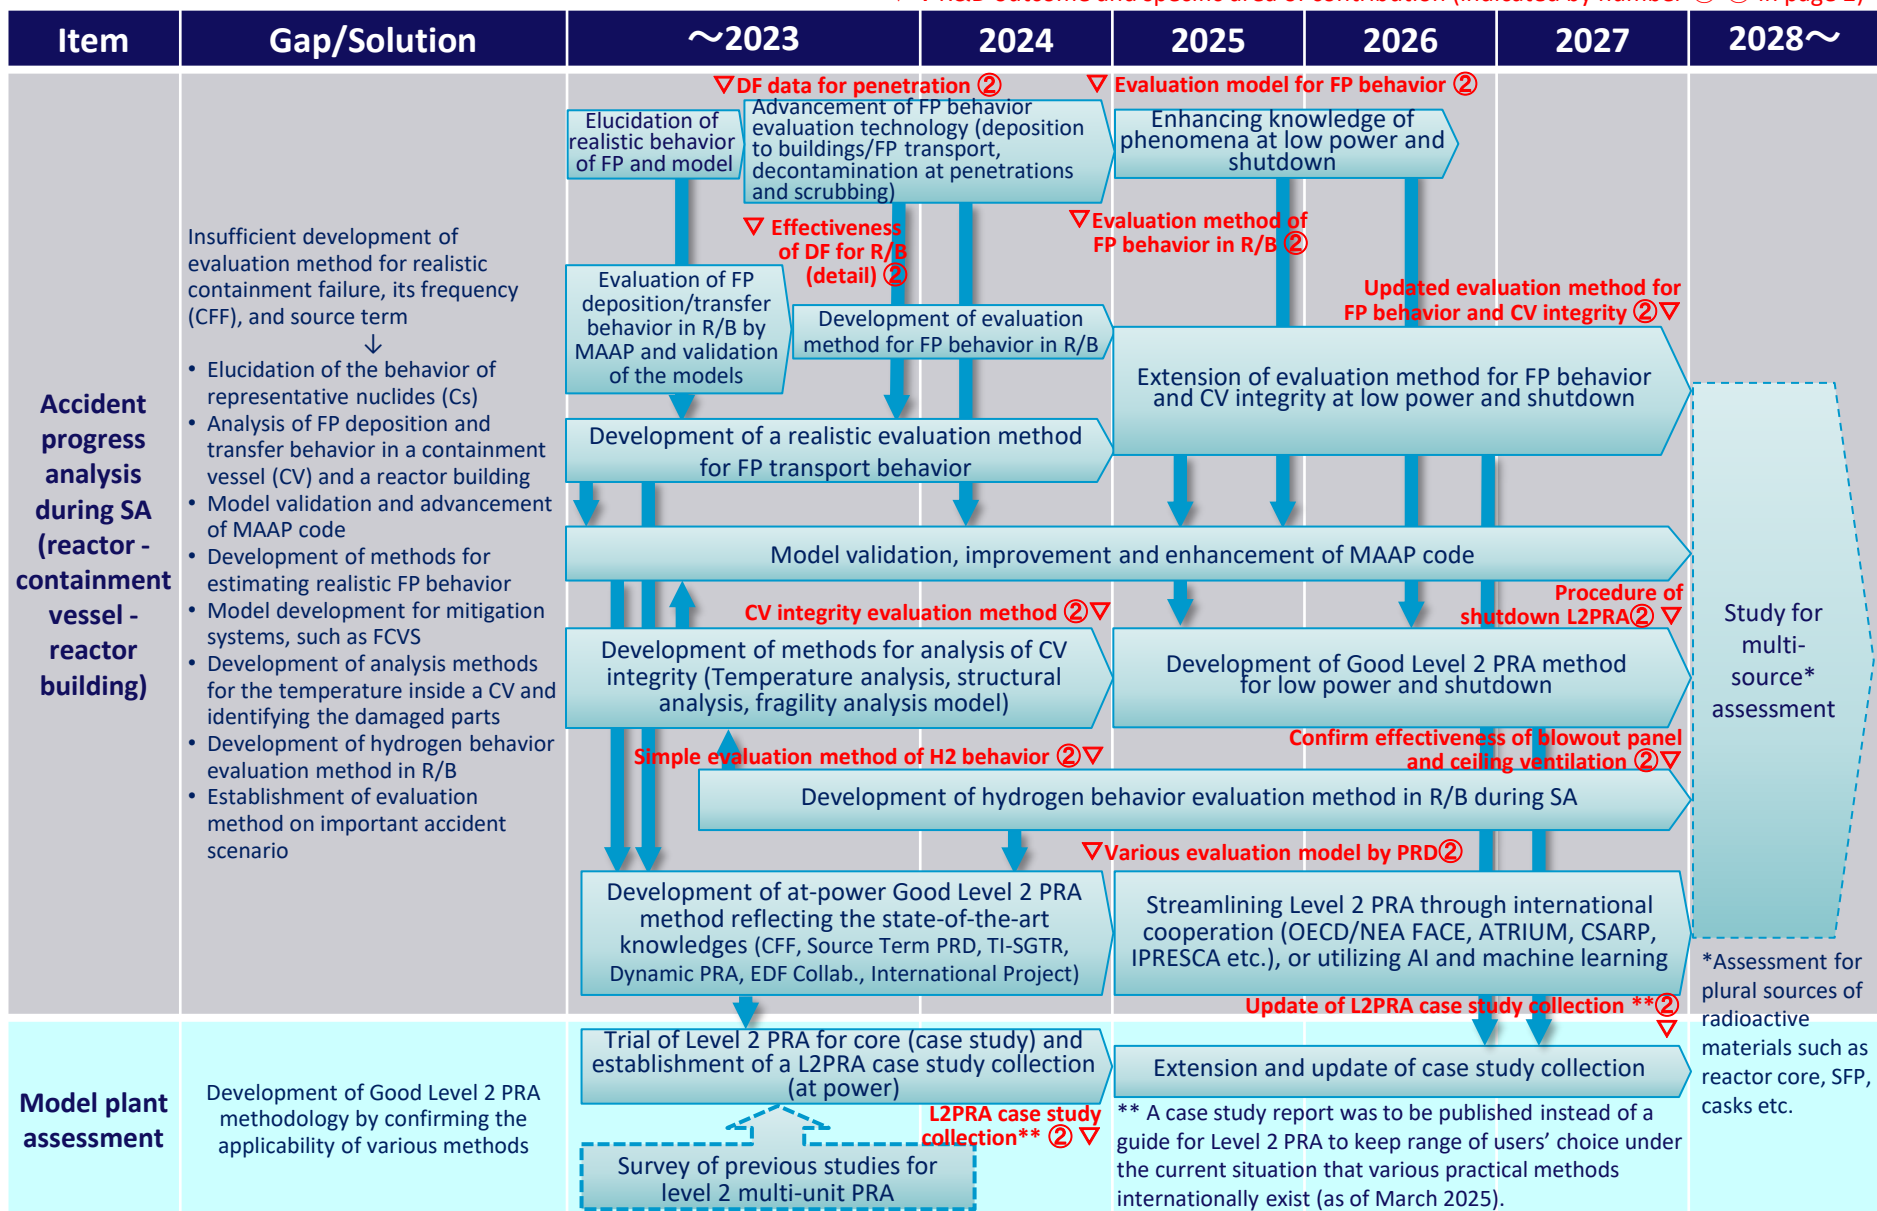 Item
Gap/Solution
～2023
2024
2025
2026
2027
2028～
Accident
progress
analysis
during SA
(reactor -
containment
vessel -
reactor
building)
Insufficient development of
evaluation method for realistic
containment failure, its frequency
(CFF), and source term
↓
• Elucidation of the behavior of
representative nuclides (Cs)
• Analysis of FP deposition and
transfer behavior in a containment
vessel (CV) and a reactor building
• Model validation and advancement
of MAAP code
• Development of methods for
estimating realistic FP behavior
• Model development for mitigation
systems, such as FCVS
• Development of analysis methods
for the temperature inside a CV and
identifying the damaged parts
• Development of hydrogen behavior
evaluation method in R/B
• Establishment of evaluation
method on important accident
scenario
▽DF data for penetration ②
▽ Evaluation model for FP behavior ②
Elucidation of
realistic behavior
of FP and model
Advancement of FP behavior
evaluation technology (deposition
to buildings/FP transport,
decontamination at penetrations
and scrubbing)
Enhancing knowledge of
phenomena at low power and
shutdown
▽ Effectiveness
of DF for R/B
(detail) ②
▽Evaluation method of
FP behavior in R/B ②
Evaluation of FP
deposition/transfer
behavior in R/B by
MAAP and validation
of the models
Development of evaluation
method for FP behavior in R/B
Updated evaluation method for
FP behavior and CV integrity ②▽
Extension of evaluation method for FP behavior
and CV integrity at low power and shutdown
Development of a realistic evaluation method
for FP transport behavior
Model validation, improvement and enhancement of MAAP code
CV integrity evaluation method ②▽
Procedure of
shutdown L2PRA② ▽
Development of methods for analysis of CV
integrity (Temperature analysis, structural
analysis, fragility analysis model)
Development of Good Level 2 PRA method
for low power and shutdown
Simple evaluation method of H2 behavior ②▽
Confirm effectiveness of blowout panel
and ceiling ventilation ②▽
Development of hydrogen behavior evaluation method in R/B during SA
▽Various evaluation model by PRD②
Development of at-power Good Level 2 PRA
method reflecting the state-of-the-art
knowledges (CFF, Source Term PRD, TI-SGTR,
Dynamic PRA, EDF Collab., International Project)
Streamlining Level 2 PRA through international
cooperation (OECD/NEA FACE, ATRIUM, CSARP,
IPRESCA etc.), or utilizing AI and machine learning
Update of L2PRA case study collection **②
▽
Study for
multi-
source*
assessment
*Assessment for
plural sources of
radioactive
materials such as
reactor core, SFP,
casks etc.
Model plant
assessment
Development of Good Level 2 PRA
methodology by confirming the
applicability of various methods
Trial of Level 2 PRA for core (case study) and
establishment of a L2PRA case study collection
(at power)
Extension and update of case study collection
L2PRA case study
collection** ② ▽
Survey of previous studies for
level 2 multi-unit PRA
** A case study report was to be published instead of a
guide for Level 2 PRA to keep range of users’ choice under
the current situation that various practical methods
internationally exist (as of March 2025).